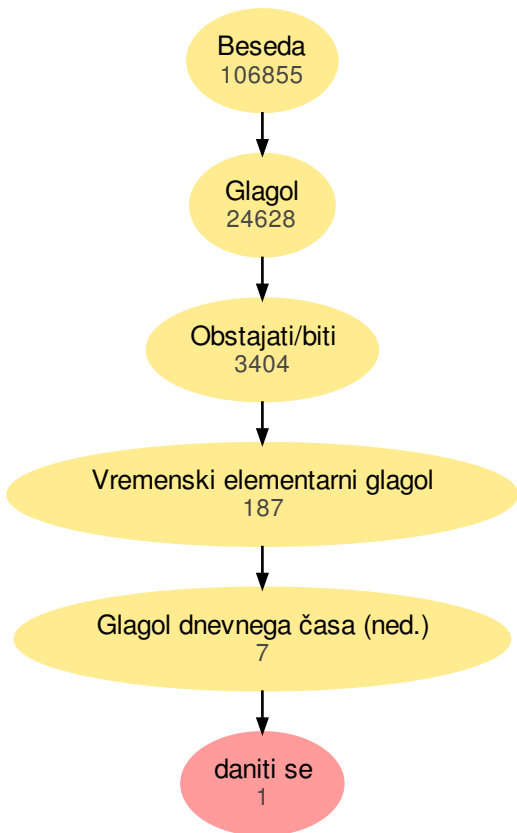 Beseda
106855
Glagol
24628
Obstajati/biti
3404
Vremenski elementarni glagol
187
Glagol dnevnega časa (ned.)
7
daniti se
1